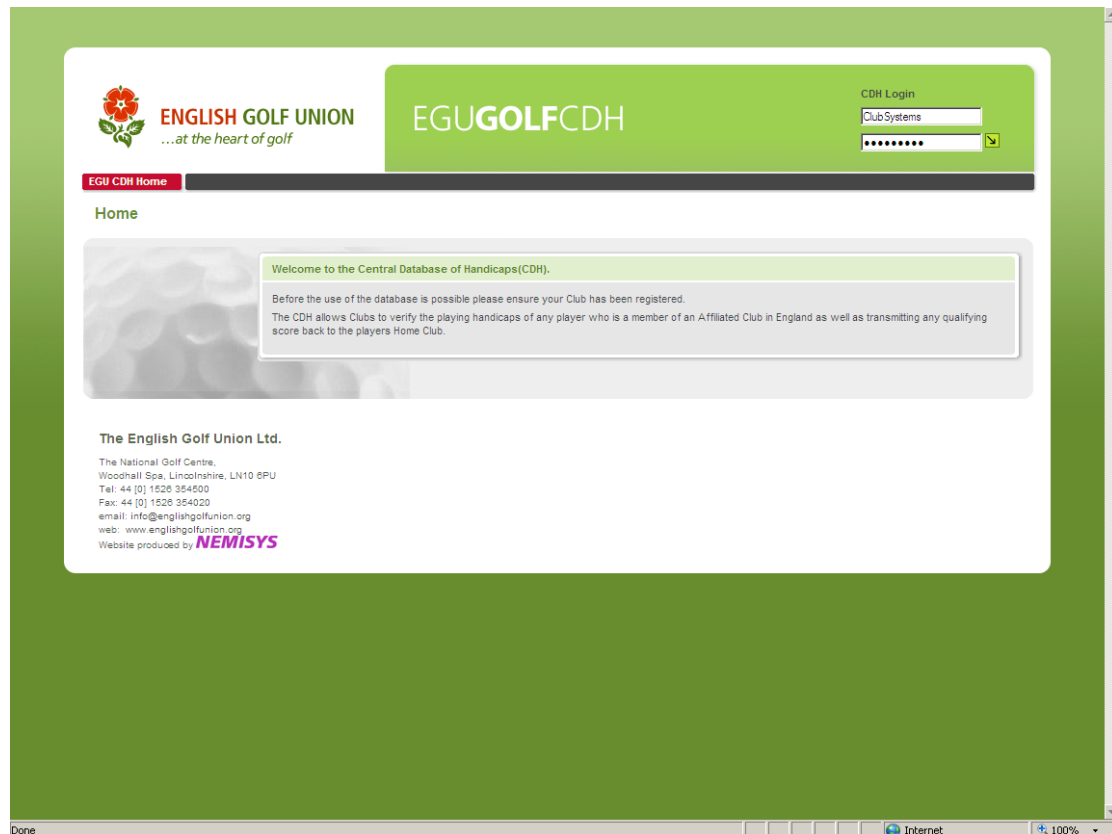 ENGLISH GOLF UNION
...at the heart of golf
EGUGOLFCDH
CDH Login
ClubSystems
•••••••••
EGU CDH Home
Home
Welcome to the Central Database of Handicaps(CDH).
Before the use of the database is possible please ensure your Club has been registered.
The CDH allows Clubs to verify the playing handicaps of any player who is a member of an Affiliated Club in England as well as transmitting any qualifying
score back to the players Home Club.
The English Golf Union Ltd.
The National Golf Centre,
Woodhall Spa, Lincolnshire, LN10 6PU
Tel: 44 [0] 1526 354500
Fax: 44 [0] 1526 354020
email: info@englishgolfunion.org
web: www.englishgolfunion.org
Website produced by NEMISYS
Done
Internet
100%